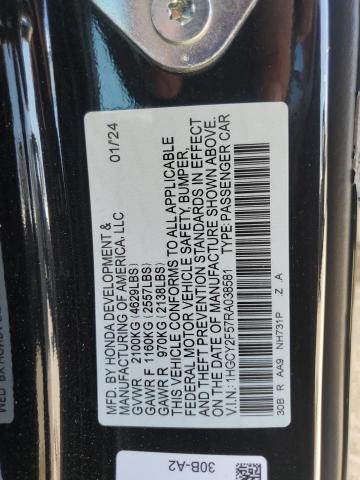 MFD. BY HONDA DEVELOPMENT & 01/24
MANUFACTURING OF AMERICA, LLC
GVWR 2100KG (4629LBS)
GAWR F 1160KG (2557LBS)
GAWR R 970KG (2138LBS)
THIS VEHICLE CONFORMS TO ALL APPLICABLE
FEDERAL MOTOR VEHICLE SAFETY, BUMPER,
AND THEFT PREVENTION STANDARDS IN EFFECT
ON THE DATE OF MANUFACTURE SHOWN ABOVE.
V.I.N.: 1HGCY2F57RA038581 TYPE:PASSENGER CAR
30B R AA9 NH731P .Z .A
30B-A2